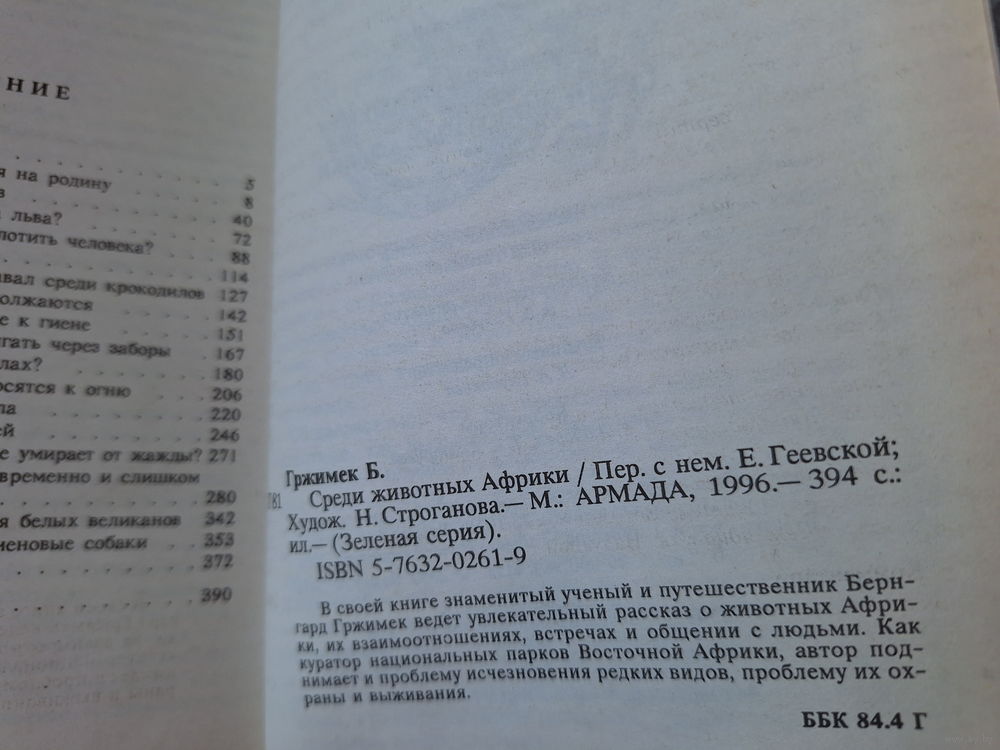 НИЕ
я на родину 5
в 8
льва? 40
72
лотить человека? 88
114
вал среди крокодилов 127
олжаются 142
е к гиене 151
гать через заборы 167
лах? 180
осятся к огню 206
ла 220
ей 246
е умирает от жажды? 271
временно и слишком
280
я белых великанов 342
иеновые собаки 353
372
390
Гржимек Б.
Г81 Среди животных Африки / Пер. с нем. Е. Геевской;
Худож. Н. Строганова.— М.: АРМАДА, 1996.— 394 с.:
ил.— (Зеленая серия).
ISBN 5-7632-0261-9
В своей книге знаменитый ученый и путешественник Берн-
гард Гржимек ведет увлекательный рассказ о животных Афри-
ки, их взаимоотношениях, встречах и общении с людьми. Как
куратор национальных парков Восточной Африки, автор под-
нимает и проблему исчезновения редких видов, проблему их ох-
раны и выживания.
ББК 84.4 Г